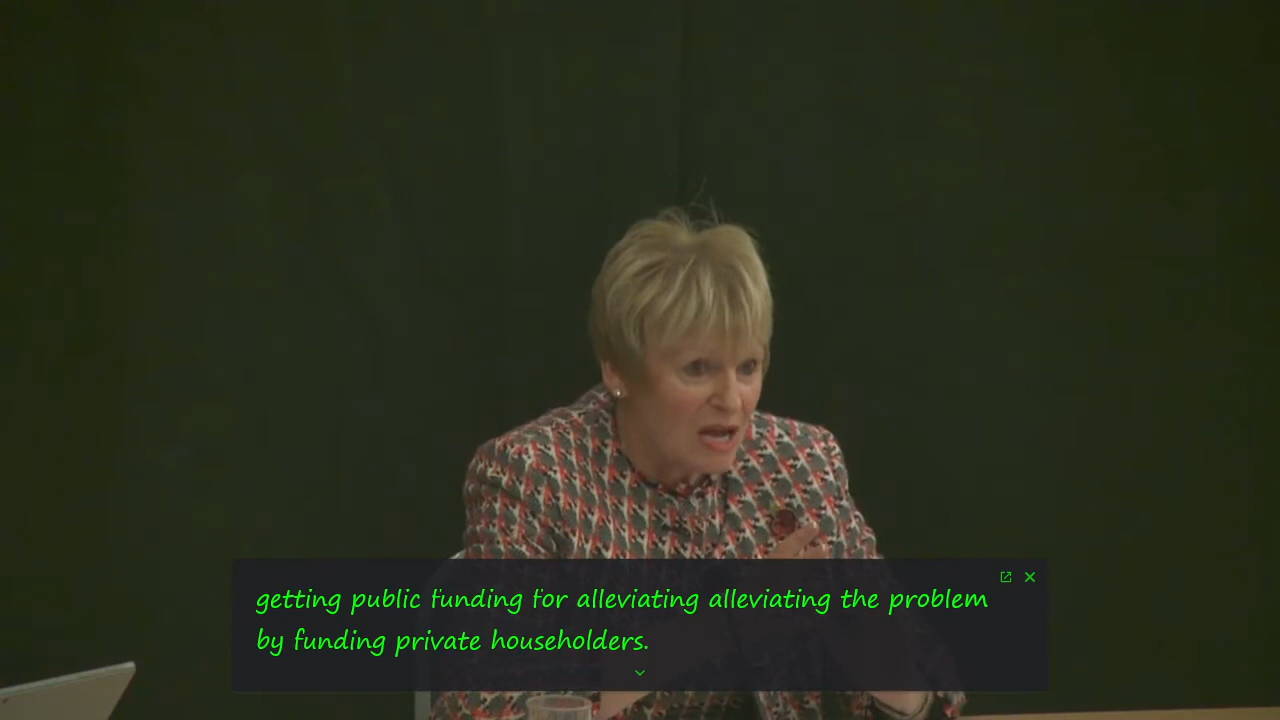 getting public funding for alleviating alleviating the problem
by funding private householders.